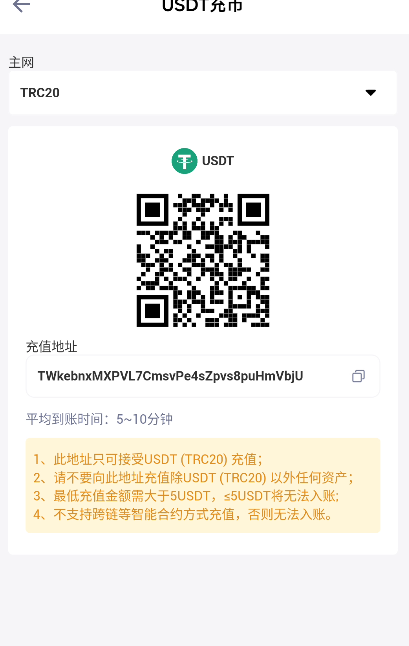 USDT充币
主网
TRC20
USDT
充值地址
TWkebnxMXPVL7CmsvPe4sZpvs8puHmVbjU
平均到账时间：5~10分钟
1、此地址只可接受USDT (TRC20) 充值；
2、请不要向此地址充值除USDT (TRC20) 以外任何资产；
3、最低充值金额需大于5USDT，≤5USDT将无法入账;
4、不支持跨链等智能合约方式充值，否则无法入账。